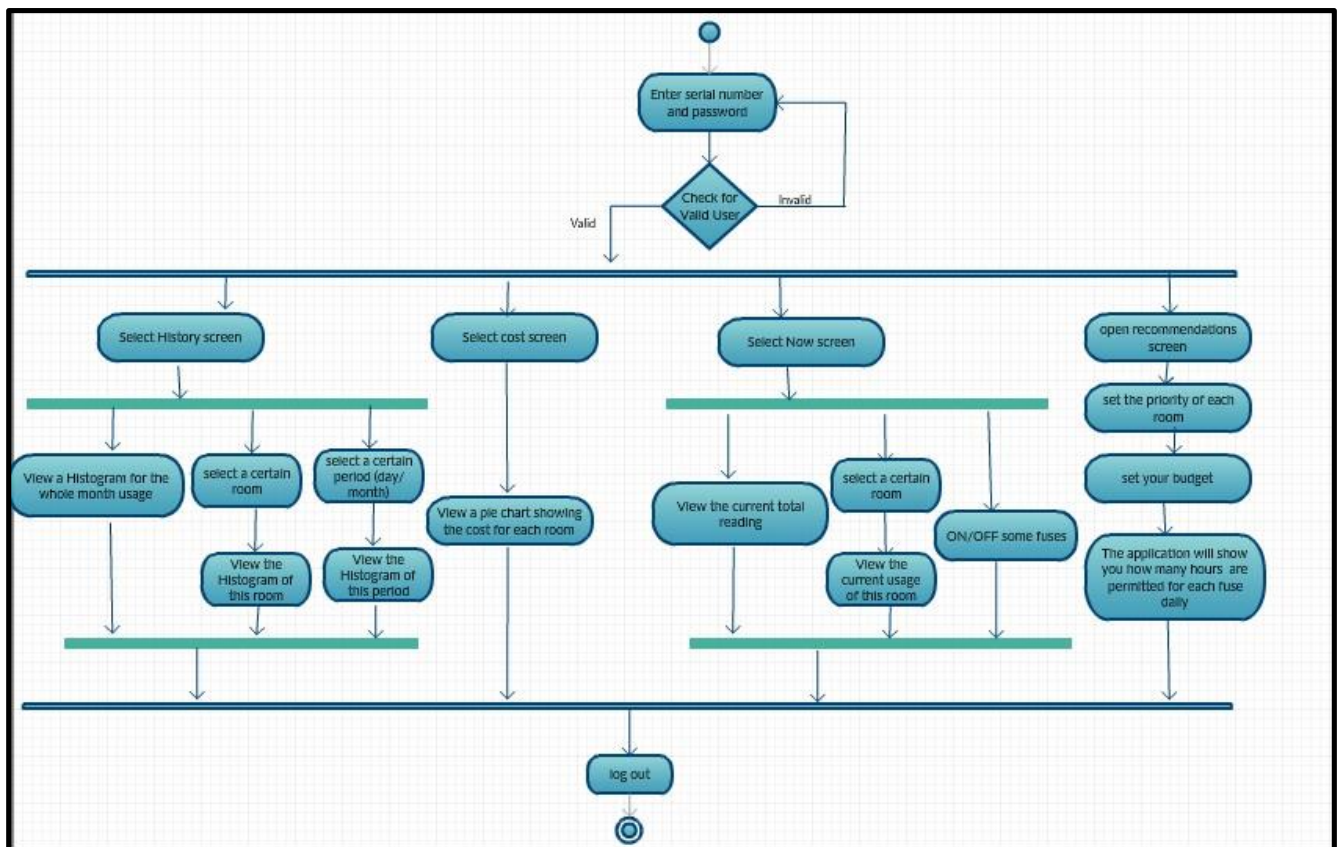 Enter serial number
and password
Check for
Valid User
Invalid
Valid
Select History screen
Select cost screen
Select Now screen
open recommendations
screen
set the priority of each
room
set your budget
The application will show
you how many hours are
permitted for each fuse
daily
View a Histogram for the
whole month usage
select a certain
room
View the
Histogram of
this room
select a certain
period (day/
month)
View the
Histogram of
this period
View a pie chart showing
the cost for each room
View the current total
reading
select a certain
room
View the
current usage
of this room
ON/OFF some fuses
log out